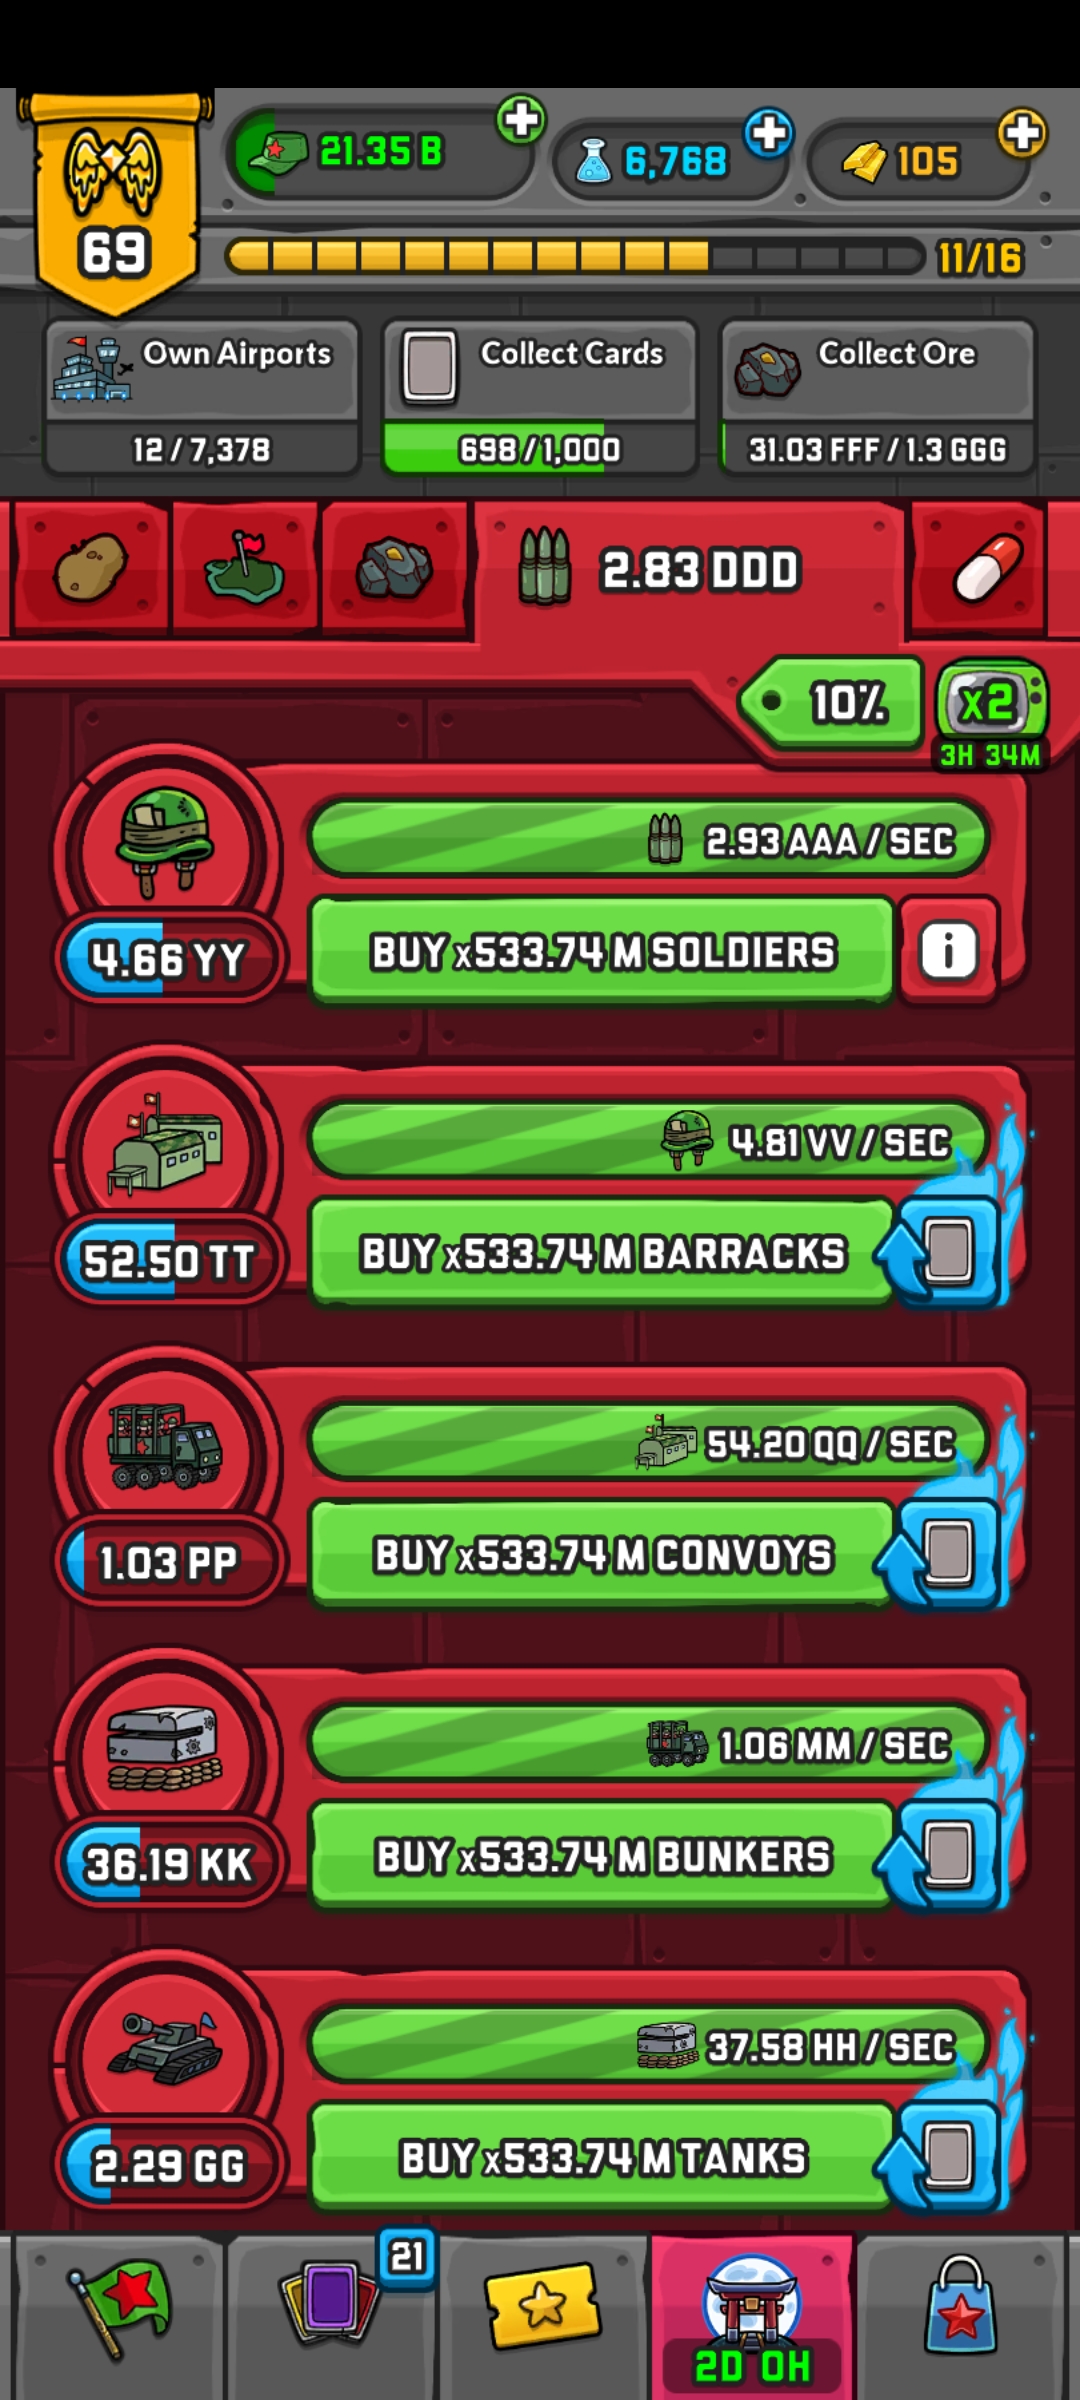 21.35 B
6,768
105
69
11/16
Own Airports
Collect Cards
Collect Ore
12 / 7,378
698 / 1,000
31.03 FFF / 1.3 GGG
2.83 DDD
10%
x2
3H 34M
2.93 AAA / SEC
4.66 YY
BUY x533.74 M SOLDIERS
i
4.81 VV / SEC
52.50 TT
BUY x533.74 M BARRACKS
54.20 QQ / SEC
1.03 PP
BUY x533.74 M CONVOYS
1.06 MM / SEC
36.19 KK
BUY x533.74 M BUNKERS
37.58 HH / SEC
2.29 GG
BUY x533.74 M TANKS
21
2D 0H